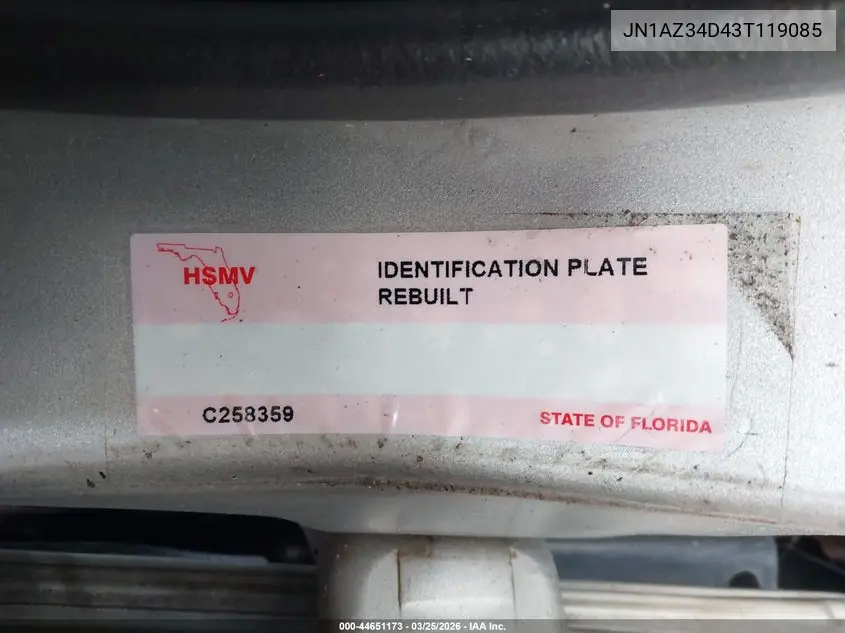 JN1AZ34D43T119085
HSMV
IDENTIFICATION PLATE
REBUILT
C258359
STATE OF FLORIDA
000-44651173 - 03/25/2026 - IAA Inc.